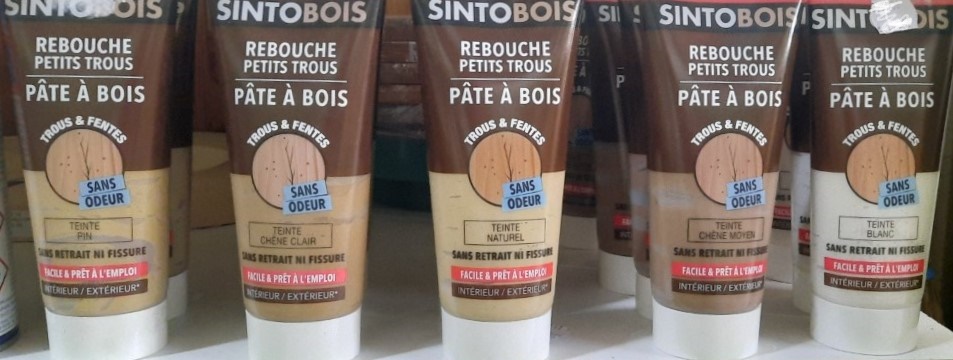 SINTOBOIS
REBOUCHE
PETITS TROUS
PÂTE À BOIS
TROUS & FENTES
SANS
ODEUR
TEINTE
PIN
SANS RETRAIT NI FISSURE
FACILE & PRÊT À L'EMPLOI
INTÉRIEUR / EXTÉRIEUR*
SINTOBOIS
REBOUCHE
PETITS TROUS
PÂTE À BOIS
TROUS & FENTES
SANS
ODEUR
TEINTE
CHÊNE CLAIR
SANS RETRAIT NI FISSURE
FACILE & PRÊT À L'EMPLOI
INTÉRIEUR / EXTÉRIEUR*
SINTOBOIS
REBOUCHE
PETITS TROUS
PÂTE À BOIS
TROUS & FENTES
SANS
ODEUR
TEINTE
NATUREL
SANS RETRAIT NI FISSURE
FACILE & PRÊT À L'EMPLOI
INTÉRIEUR / EXTÉRIEUR*
SINTOBOIS
REBOUCHE
PETITS TROUS
PÂTE À BOIS
TROUS & FENTES
SANS
ODEUR
TEINTE
CHÊNE MOYEN
SANS RETRAIT NI FISSURE
FACILE & PRÊT À L'EMPLOI
INTÉRIEUR / EXTÉRIEUR*
SINTOBOIS
REBOUCHE
PETITS TROUS
PÂTE À BOIS
TROUS & FENTES
SANS
ODEUR
TEINTE
BLANC
SANS RETRAIT NI FISSURE
FACILE & PRÊT À L'EMPLOI
INTÉRIEUR / EXTÉRIEUR*